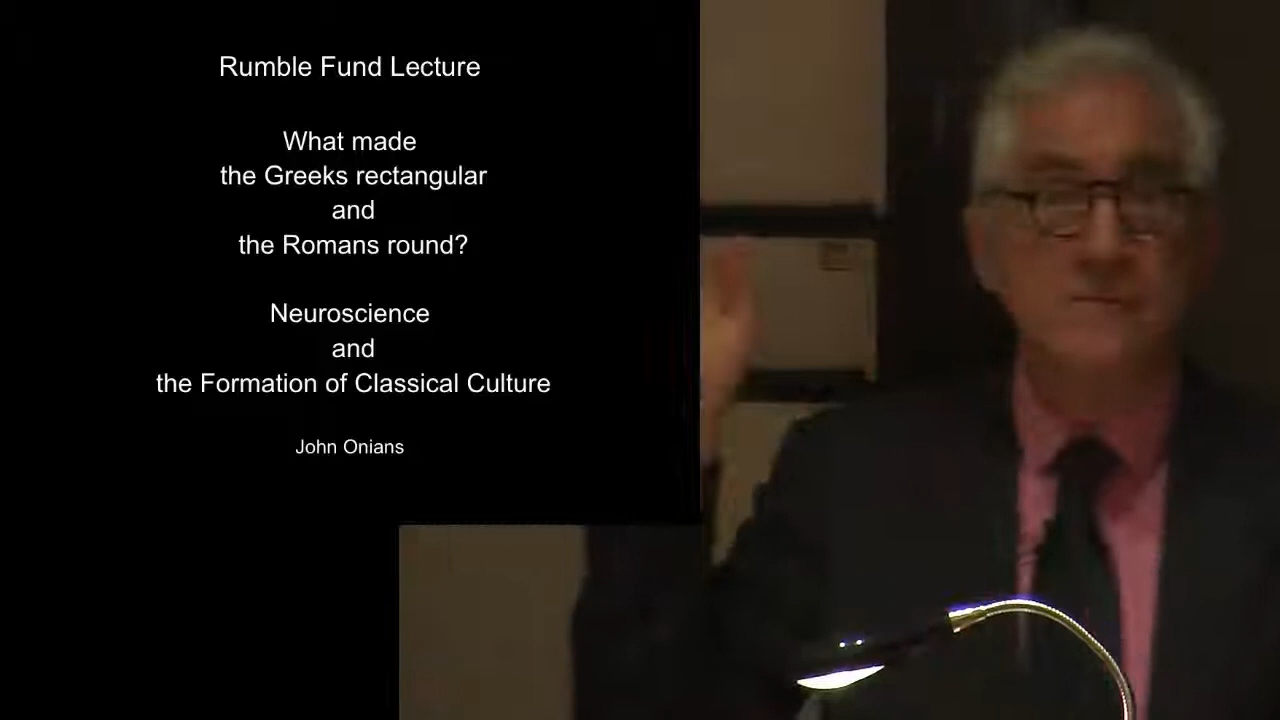 Rumble Fund Lecture
What made
the Greeks rectangular
and
the Romans round?
Neuroscience
and
the Formation of Classical Culture
John Onians